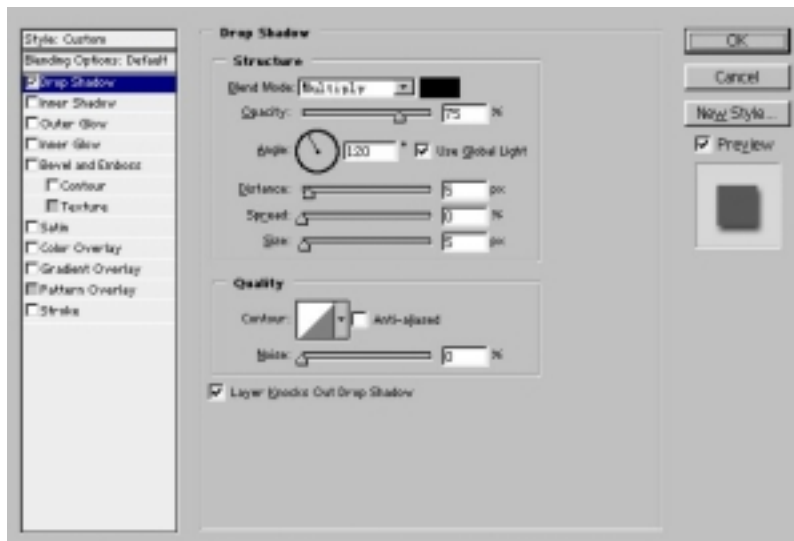 Style: Custom
Blending Options: Default
Drop Shadow
Inner Shadow
Outer Glow
Inner Glow
Bevel and Emboss
Contour
Texture
Satin
Color Overlay
Gradient Overlay
Pattern Overlay
Stroke
Drop Shadow
Structure
Blend Mode: Multiply
Opacity: 75 %
Angle: 120 ° Use Global Light
Distance: 5 px
Spread: 0 %
Size: 5 px
Quality
Contour: Anti-aliased
Noise: 0 %
Layer Knocks Out Drop Shadow
OK
Cancel
New Style...
Preview